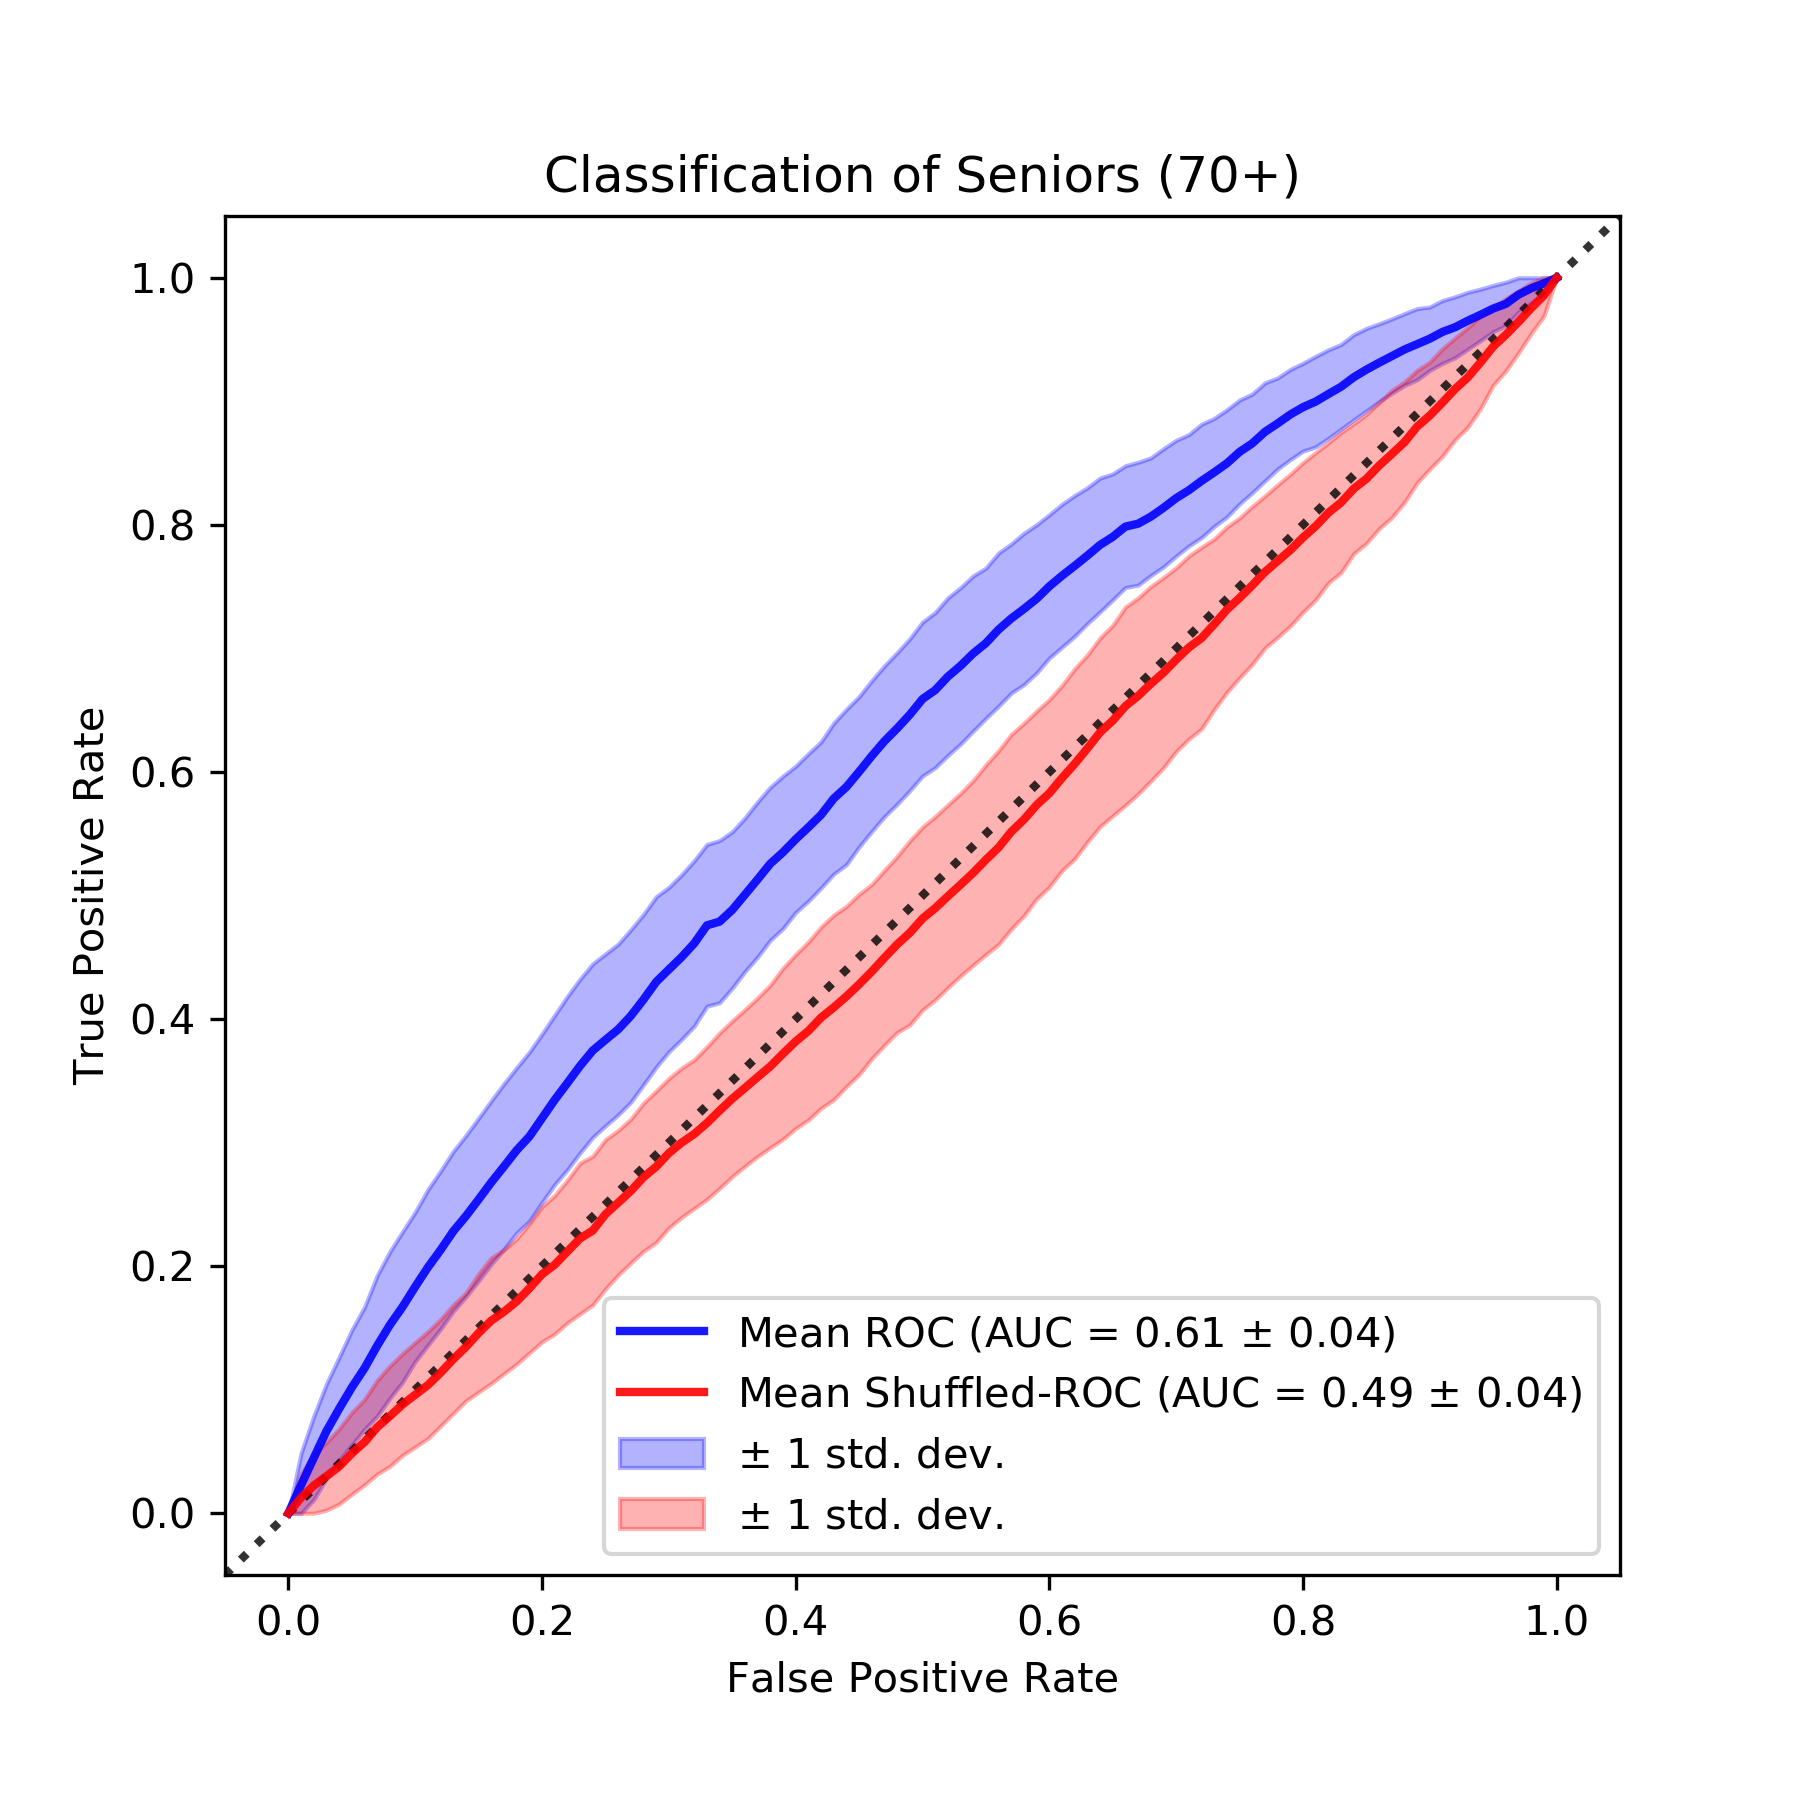 Classification of Seniors (70+)
1.0
0.8
0.6
0.4
0.2
0.0
True Positive Rate
Mean ROC (AUC = 0.61 ± 0.04)
Mean Shuffled-ROC (AUC = 0.49 ± 0.04)
± 1 std. dev.
± 1 std. dev.
0.0 0.2 0.4 0.6 0.8 1.0
False Positive Rate